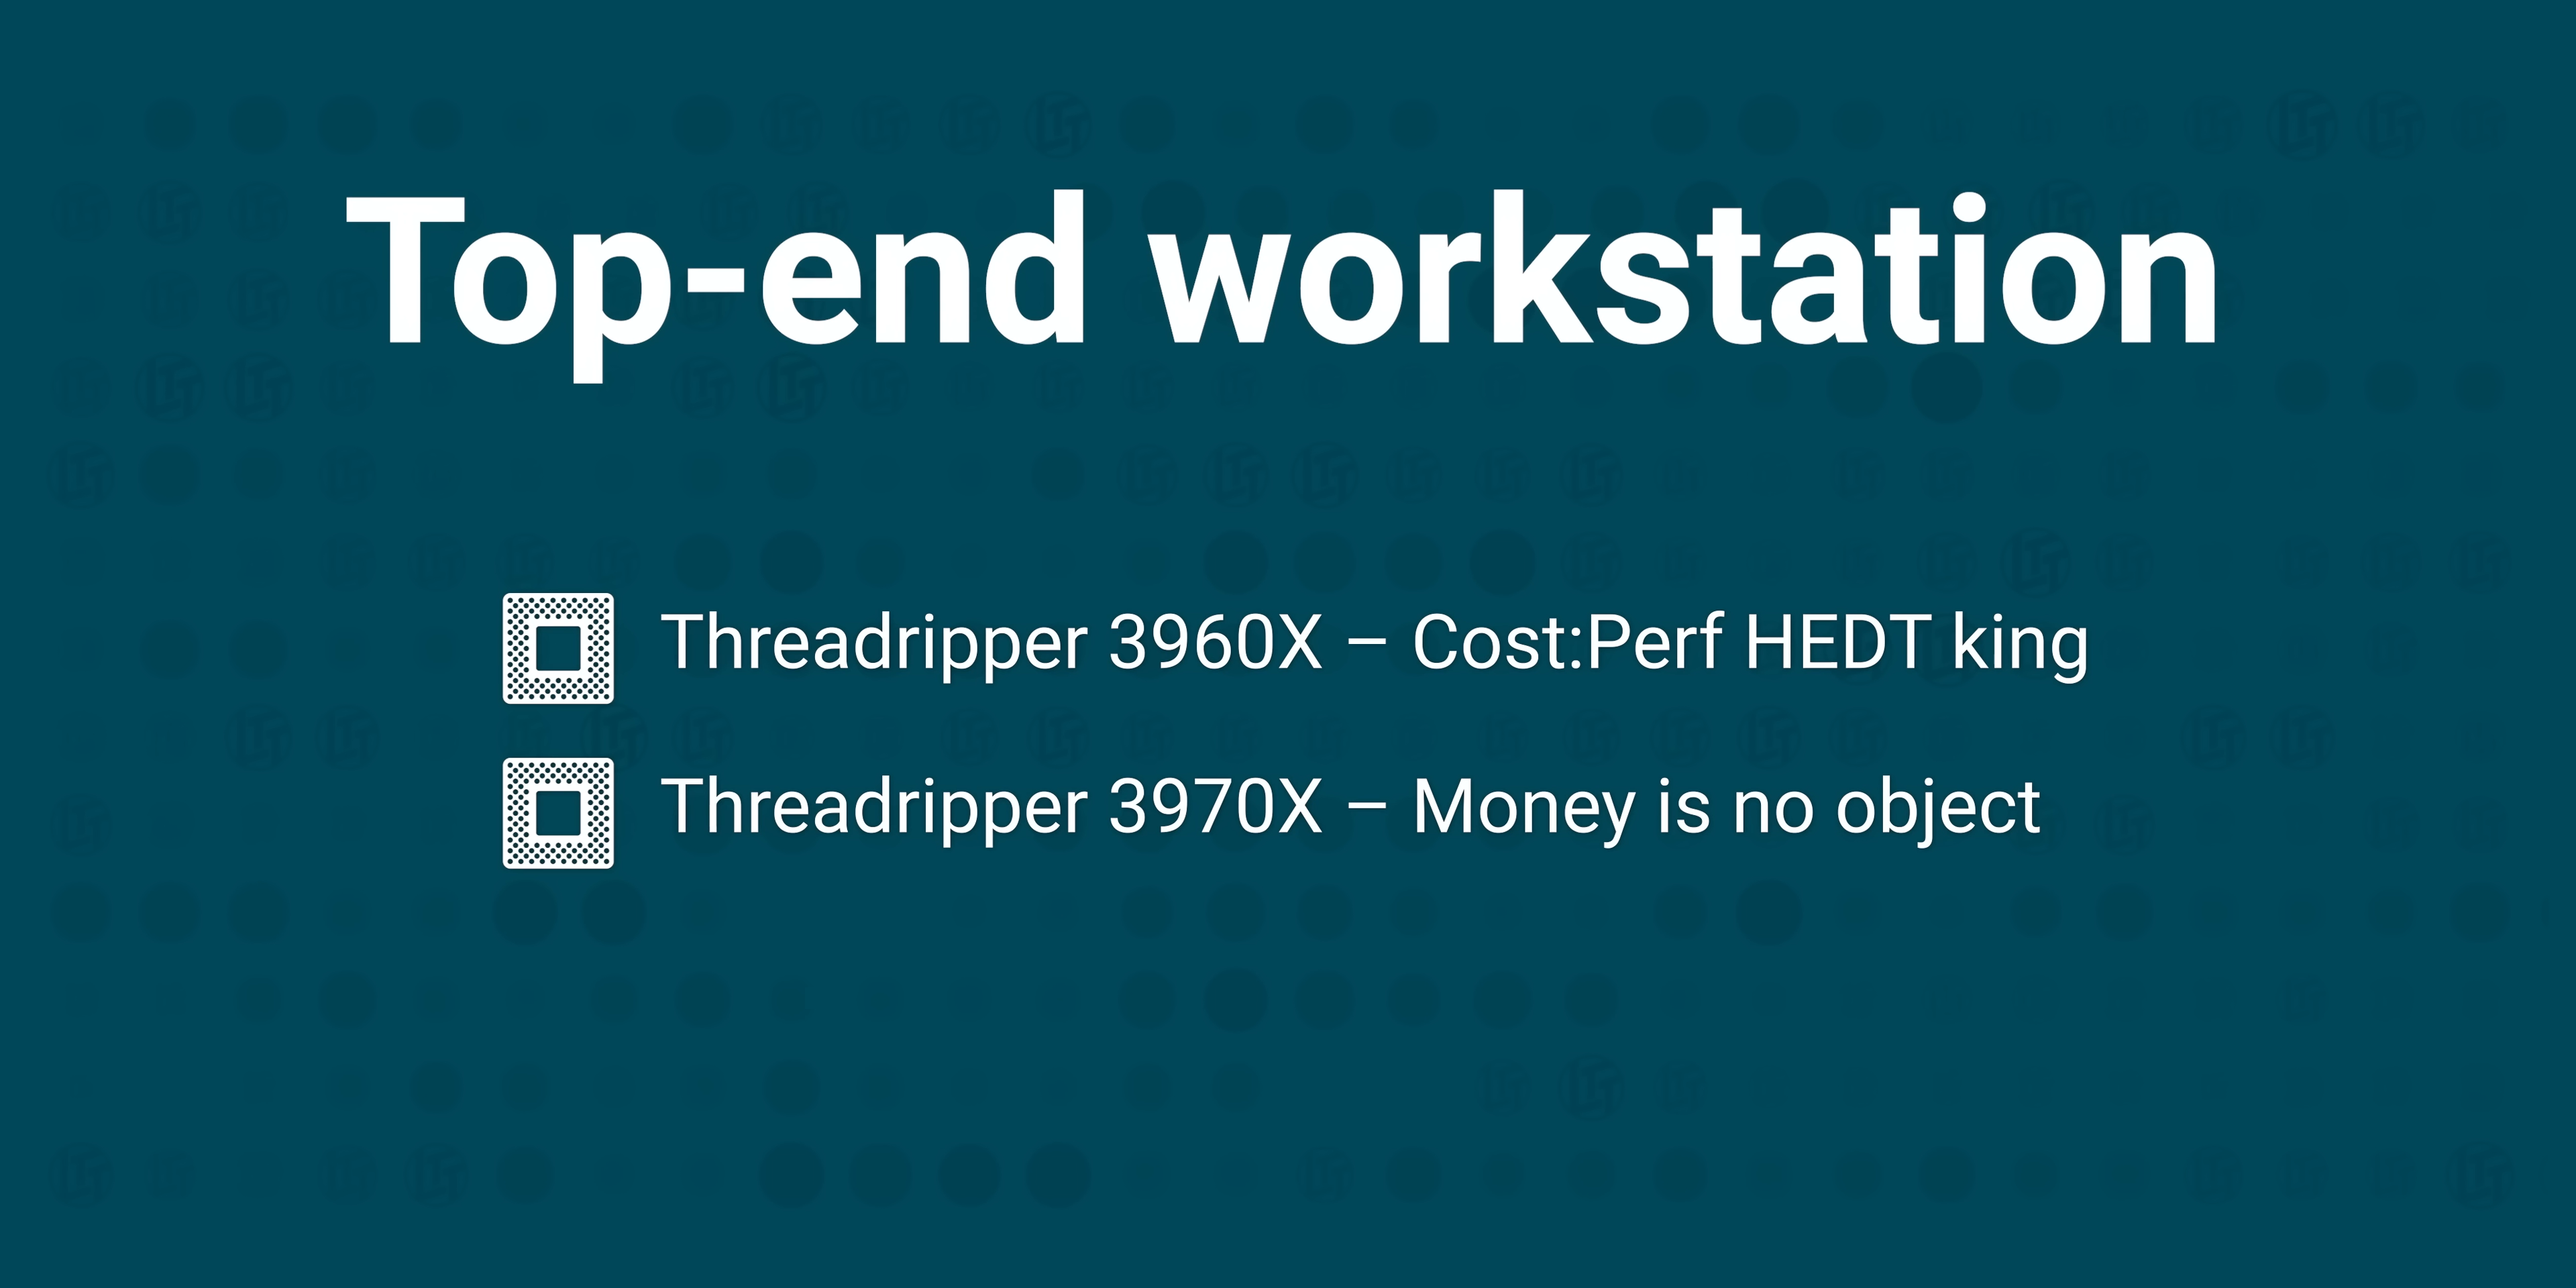 Top-end workstation
Threadripper 3960X – Cost:Perf HEDT king
Threadripper 3970X – Money is no object